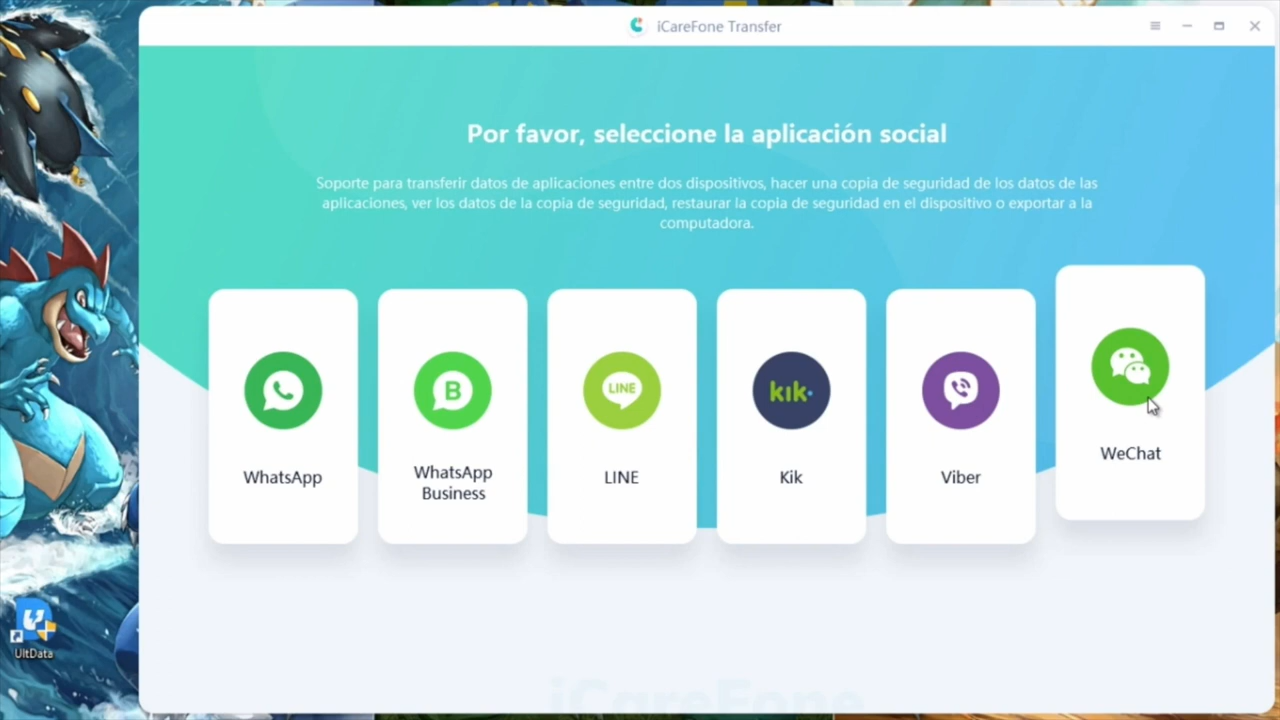 iCareFone Transfer
Por favor, seleccione la aplicación social
Soporte para transferir datos de aplicaciones entre dos dispositivos, hacer una copia de seguridad de los datos de las
aplicaciones, ver los datos de la copia de seguridad, restaurar la copia de seguridad en el dispositivo o exportar a la
computadora.
B
LINE
kik
WhatsApp
WhatsApp
Business
LINE
Kik
Viber
WeChat
UltData
iCareFone